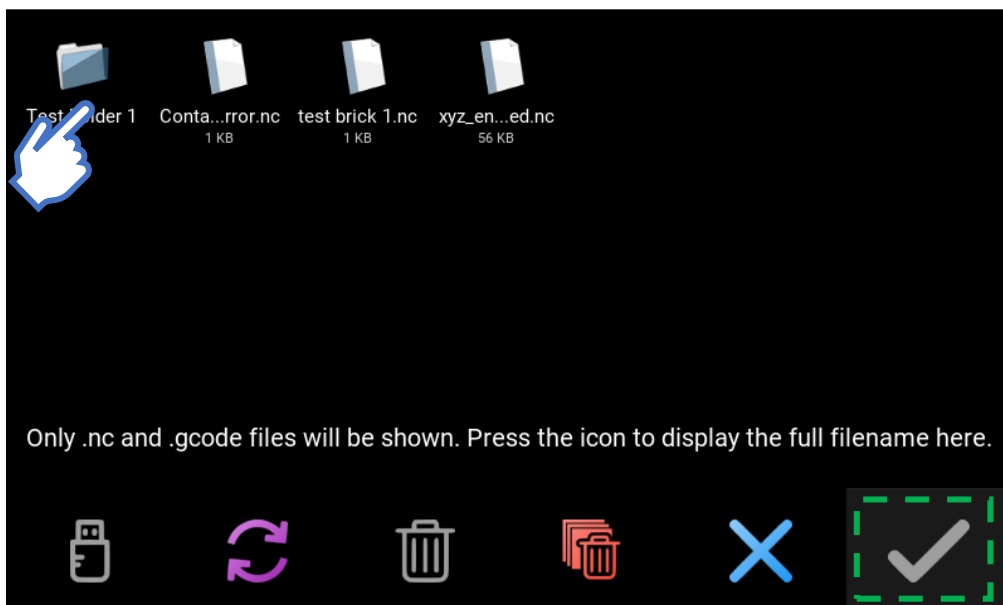 Test der 1 Conta...rror.nc test brick 1.nc xyz_en...ed.nc
1 KB 1 KB 56 KB
Only .nc and .gcode files will be shown. Press the icon to display the full filename here.